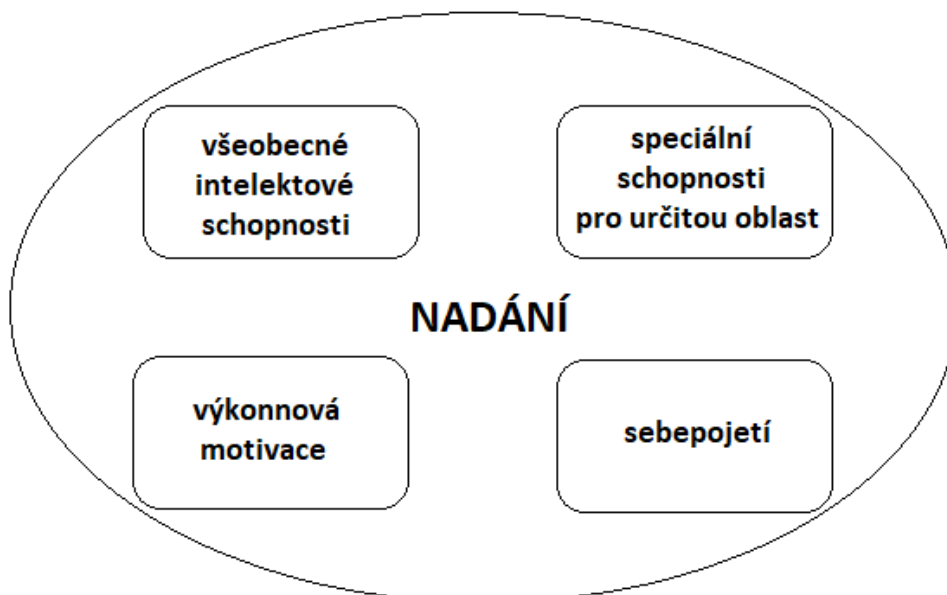 všeobecné
intelektové
schopnosti
speciální
schopnosti
pro určitou oblast
NADÁNÍ
výkonnová
motivace
sebepojetí